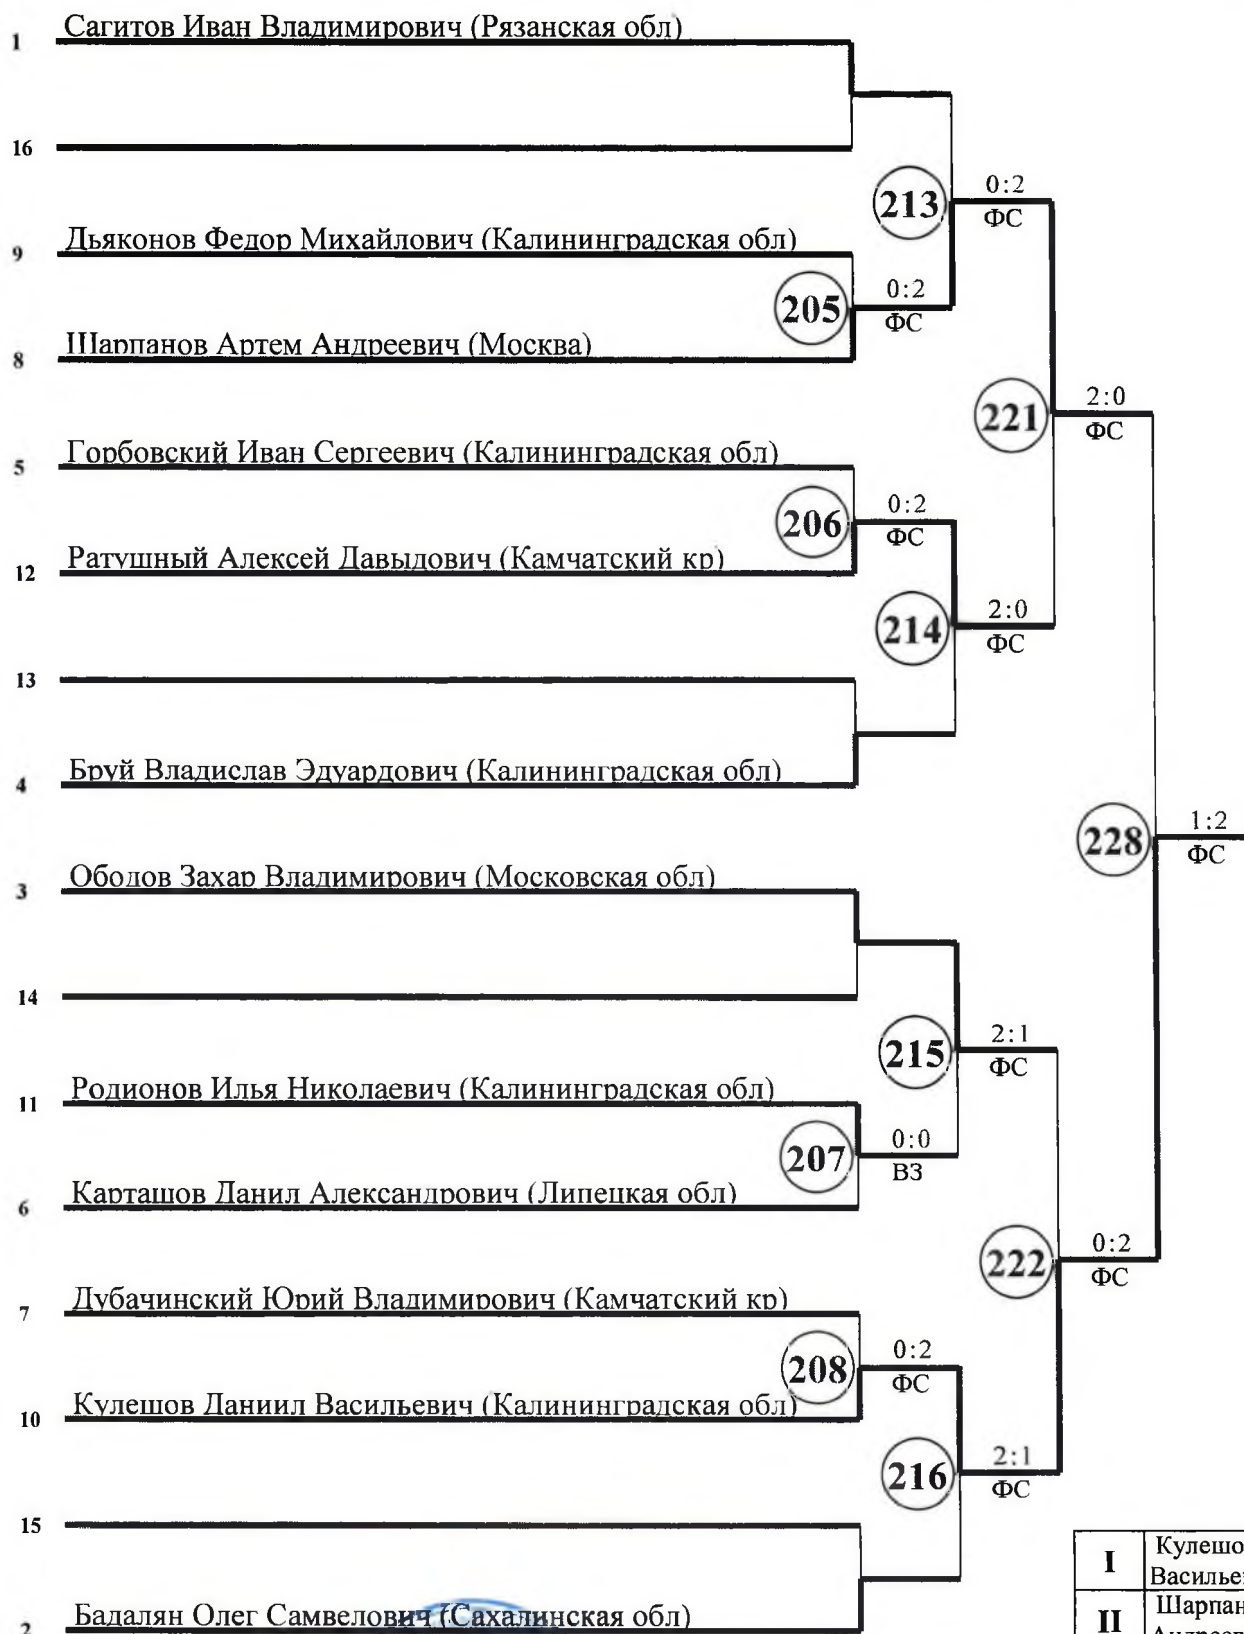 1 Сагитов Иван Владимирович (Рязанская обл)
16
213
0:2
ФС
9 Дьяконов Федор Михайлович (Калининградская обл)
205
0:2
ФС
8 Шарпанов Артем Андреевич (Москва)
221
2:0
ФС
5 Горбовский Иван Сергеевич (Калининградская обл)
206
0:2
ФС
12 Ратушный Алексей Давыдович (Камчатский кр)
214
2:0
ФС
13
4 Бруй Владислав Эдуардович (Калининградская обл)
228
1:2
ФС
3 Ободов Захар Владимирович (Московская обл)
14
215
2:1
ФС
11 Родионов Илья Николаевич (Калининградская обл)
207
0:0
ВЗ
6 Карташов Данил Александрович (Липецкая обл)
222
0:2
ФС
7 Дубачинский Юрий Владимирович (Камчатский кр)
208
0:2
ФС
10 Кулешов Даниил Васильевич (Калининградская обл)
216
2:1
ФС
15
2 Бадалян Олег Самвелович (Сахалинская обл)
I Кулешо
Василье
II Шарпан